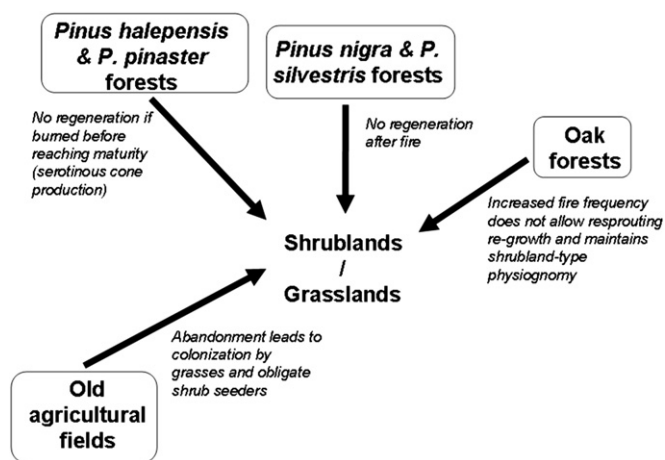 Pinus halepensis
& P. pinaster
forests
Pinus nigra & P.
silvestris forests
No regeneration if
burned before
reaching maturity
(serotinous cone
production)
No regeneration
after fire
Oak
forests
Increased fire frequency
does not allow resprouting
re-growth and maintains
shrubland-type
physiognomy
Shrublands
/
Grasslands
Abandonment leads to
colonization by
grasses and obligate
shrub seeders
Old
agricultural
fields